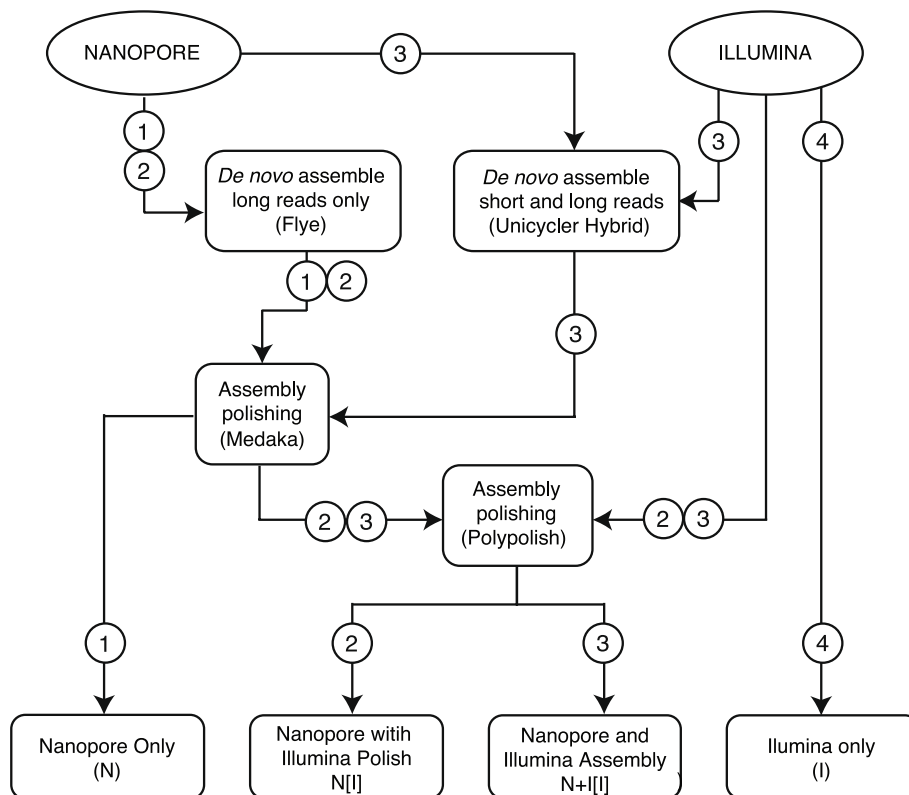 NANOPORE
3
ILLUMINA
1
2
3
4
De novo assemble
long reads only
(Flye)
De novo assemble
short and long reads
(Unicycler Hybrid)
1 2
3
Assembly
polishing
(Medaka)
Assembly
polishing
(Polypolish)
2 3
2 3
1
2
3
4
Nanopore Only
(N)
Nanopore wtih
Illumina Polish
N[I]
Nanopore and
Illumina Assembly
N+I[I] )
Ilumina only
(I)